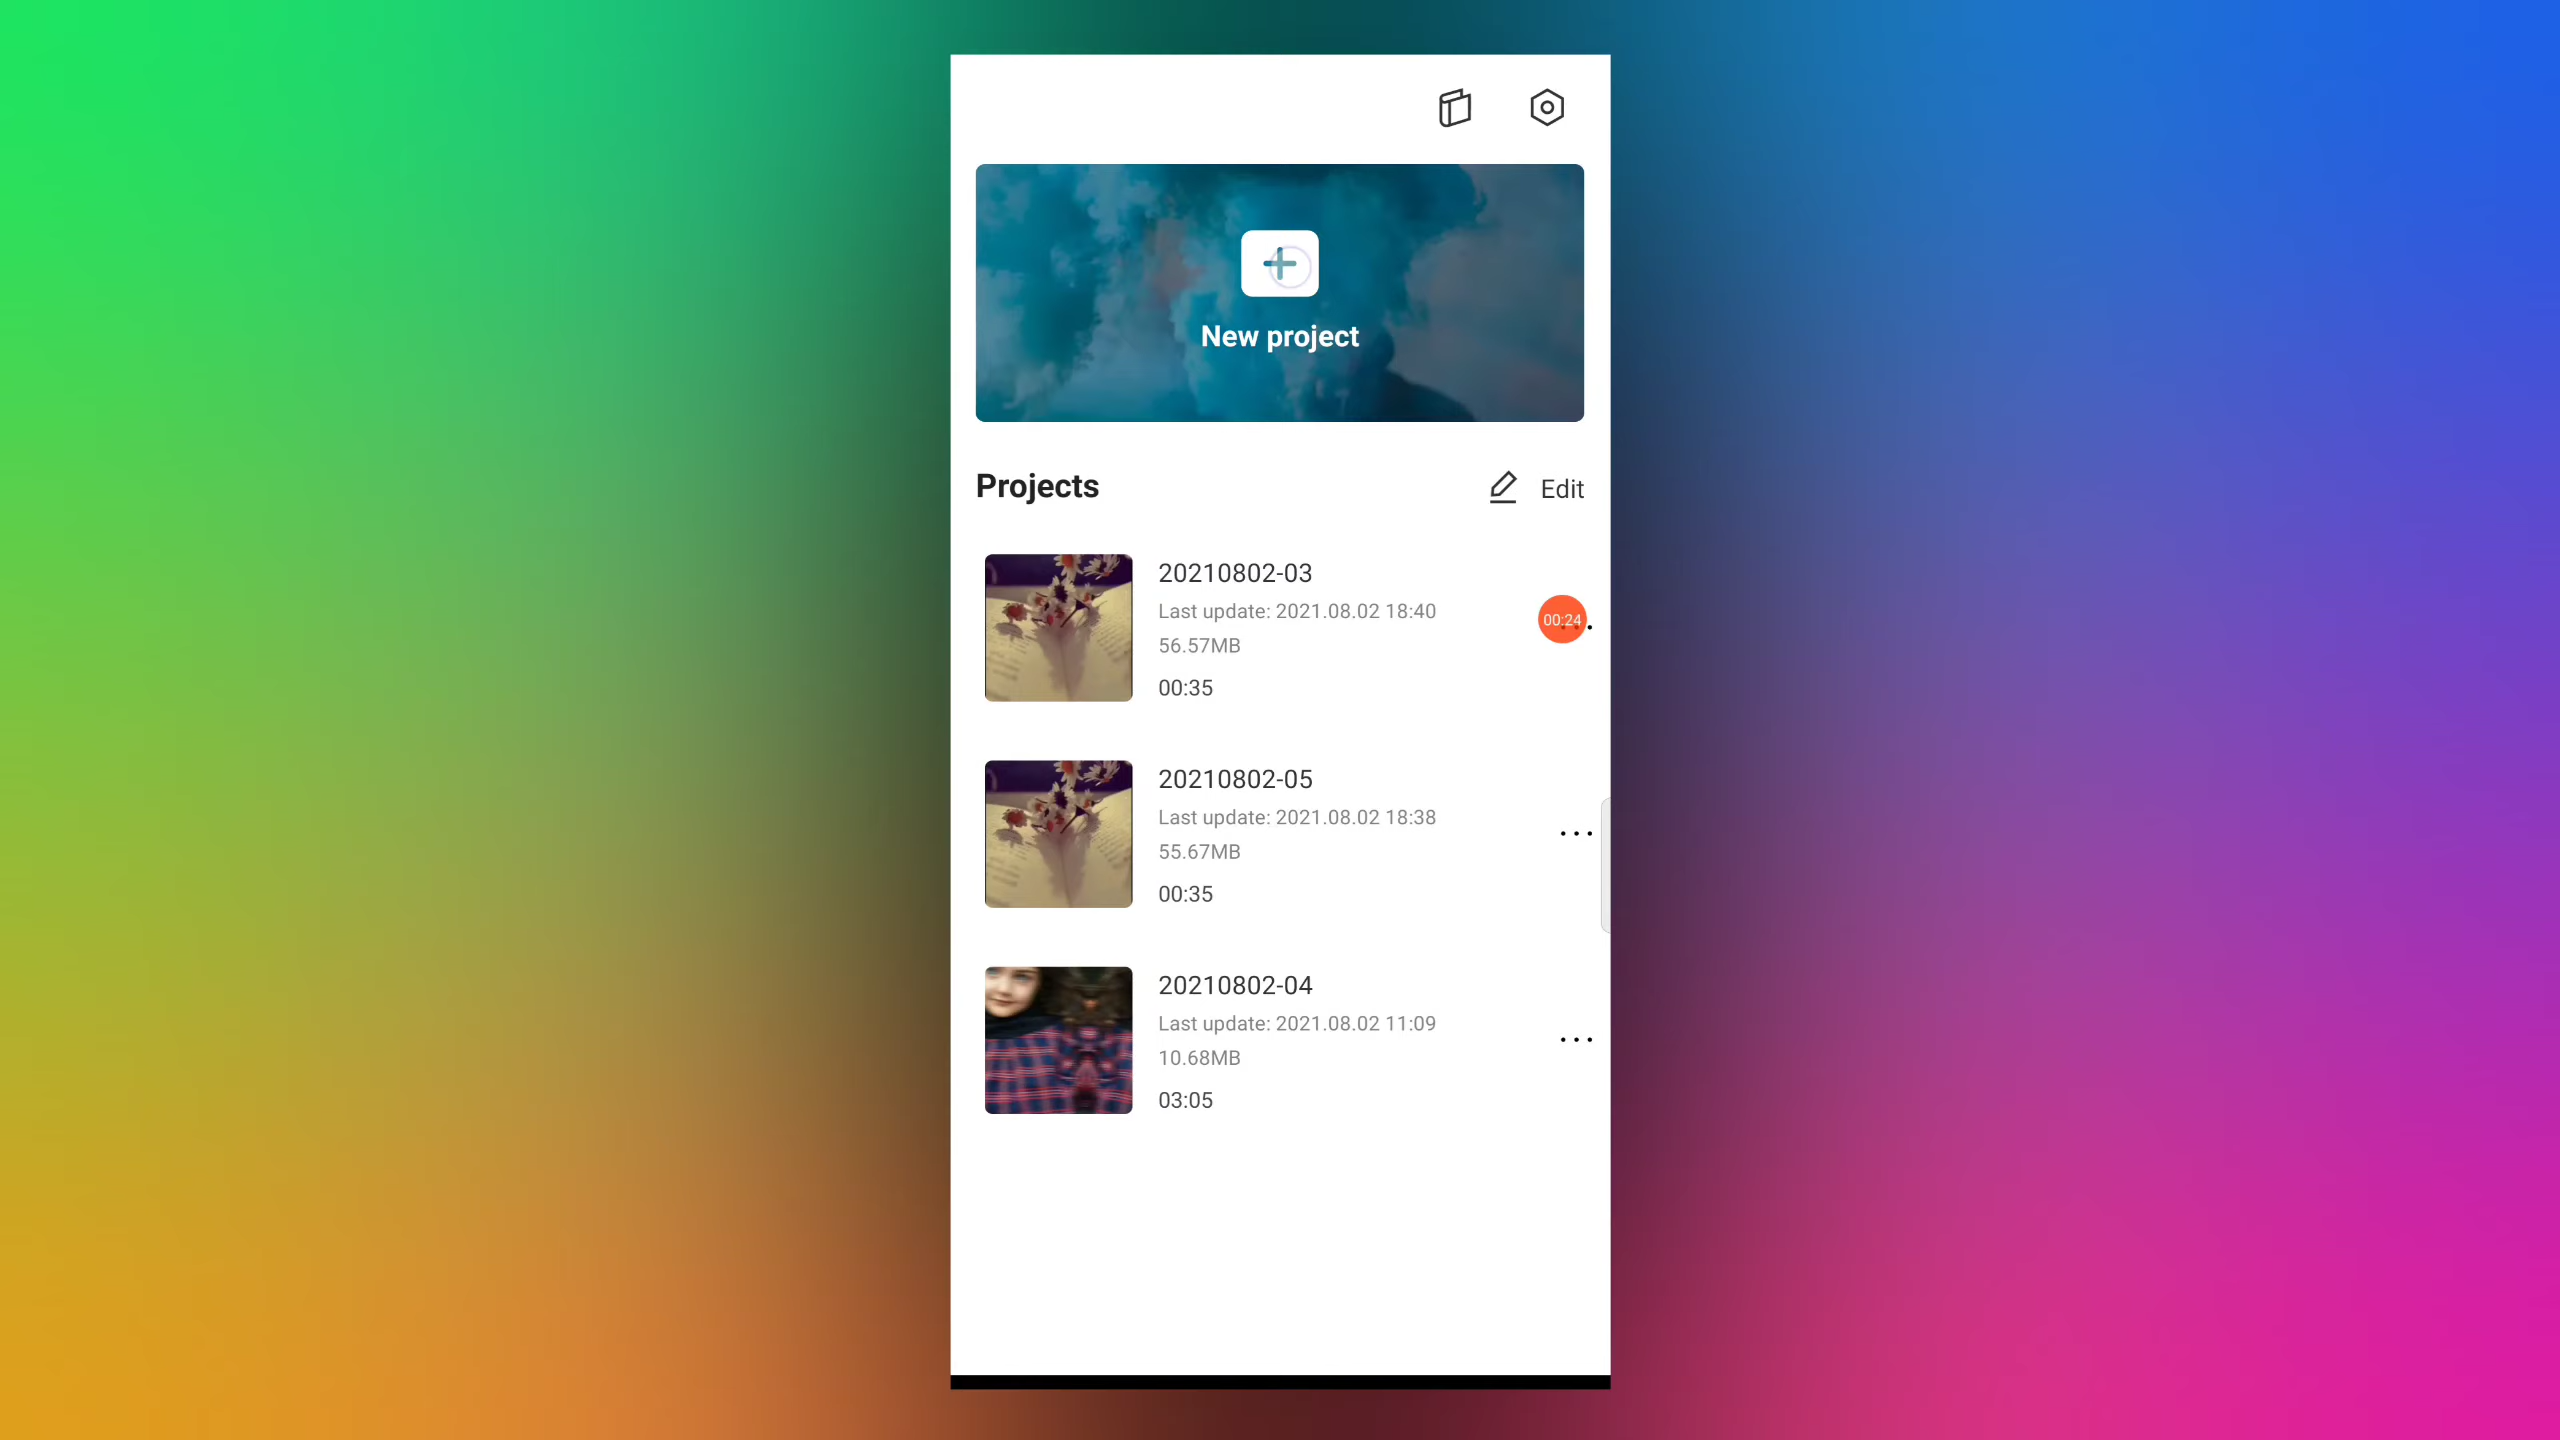 New project
Projects
Edit
20210802-03
Last update: 2021.08.02 18:40
00:24
56.57MB
00:35
20210802-05
Last update: 2021.08.02 18:38
55.67MB
00:35
20210802-04
Last update: 2021.08.02 11:09
10.68MB
03:05